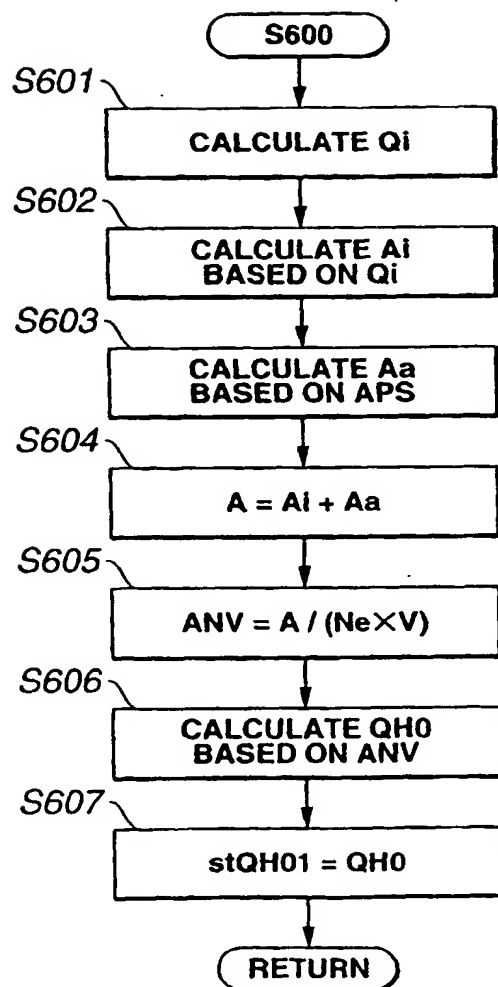 S600
S601
CALCULATE Qi
S602
CALCULATE Ai
BASED ON Qi
S603
CALCULATE Aa
BASED ON APS
S604
A = Ai + Aa
S605
ANV = A / (Ne×V)
S606
CALCULATE QH0
BASED ON ANV
S607
stQH01 = QH0
RETURN